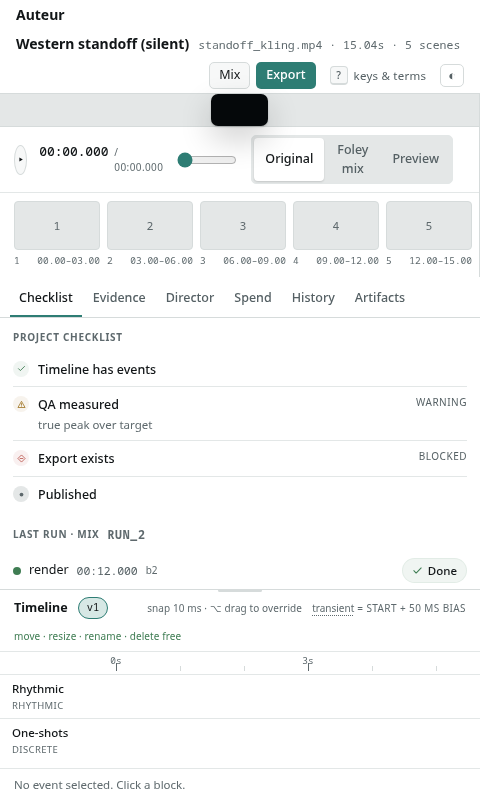 Auteur
Western standoff (silent) standoff_kling.mp4 · 15.04s · 5 scenes
Mix Export ? keys & terms
00:00.000 / 00:00.000
Original Foley mix Preview
1 2 3 4 5
1 00.00–03.00 2 03.00–06.00 3 06.00–09.00 4 09.00–12.00 5 12.00–15.00
Checklist Evidence Director Spend History Artifacts
PROJECT CHECKLIST
Timeline has events
QA measured WARNING
true peak over target
Export exists BLOCKED
Published
LAST RUN · MIX RUN_2
render 00:12.000 b2 Done
Timeline v1 snap 10 ms · ⌥ drag to override transient = START + 50 MS BIAS
move · resize · rename · delete free
0s 3s
Rhythmic
RHYTHMIC
One-shots
DISCRETE
No event selected. Click a block.